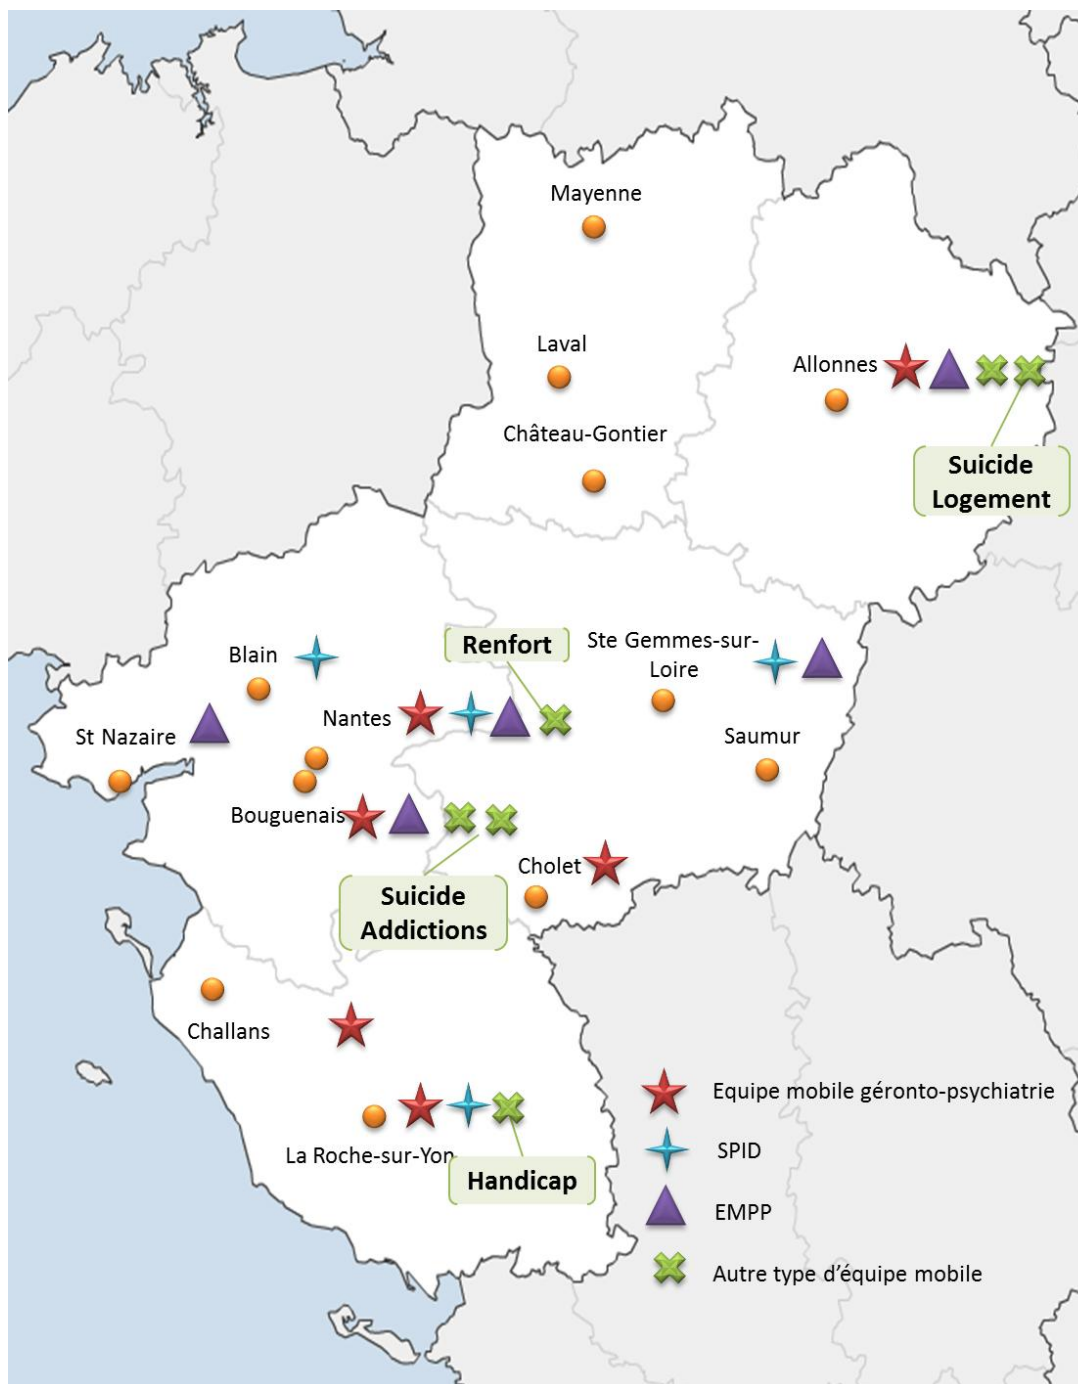 Mayenne
Laval
Allonnes
Château-Gontier
Suicide
Logement
Renfort
Ste Gemmes-sur-
Loire
Blain
Nantes
St Nazaire
Saumur
Bouguenais
Cholet
Suicide
Addictions
Challans
La Roche-sur-Yon
Handicap
Equipe mobile géronto-psychiatrie
SPID
EMPP
Autre type d'équipe mobile